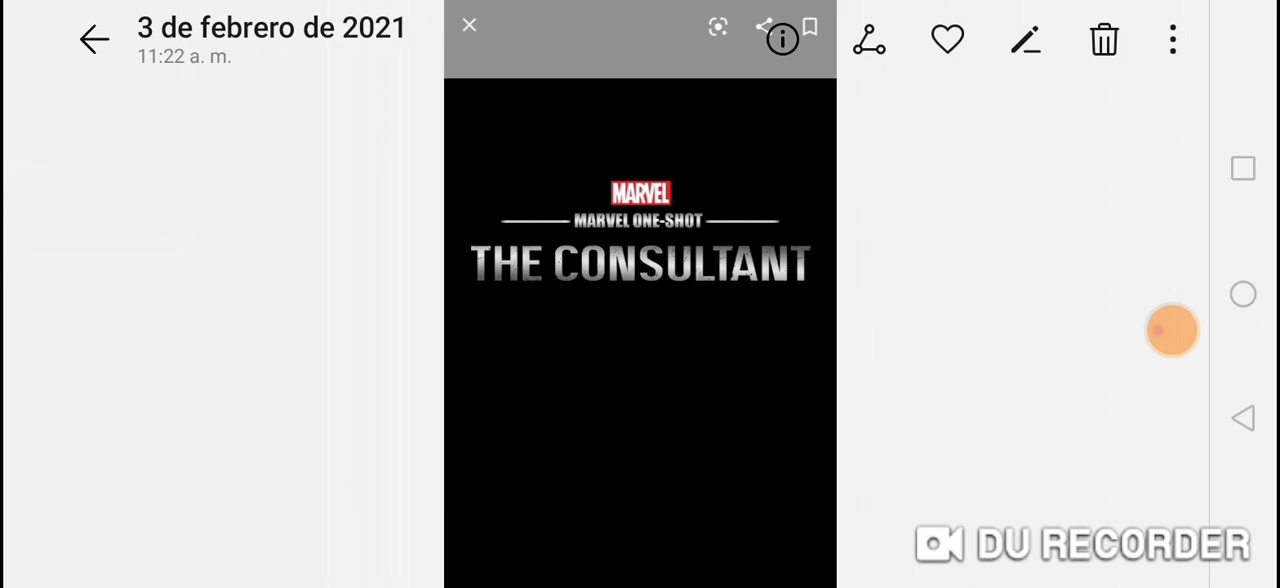 3 de febrero de 2021
11:22 a. m.
MARVEL
MARVEL ONE-SHOT
THE CONSULTANT
DU RECORDER